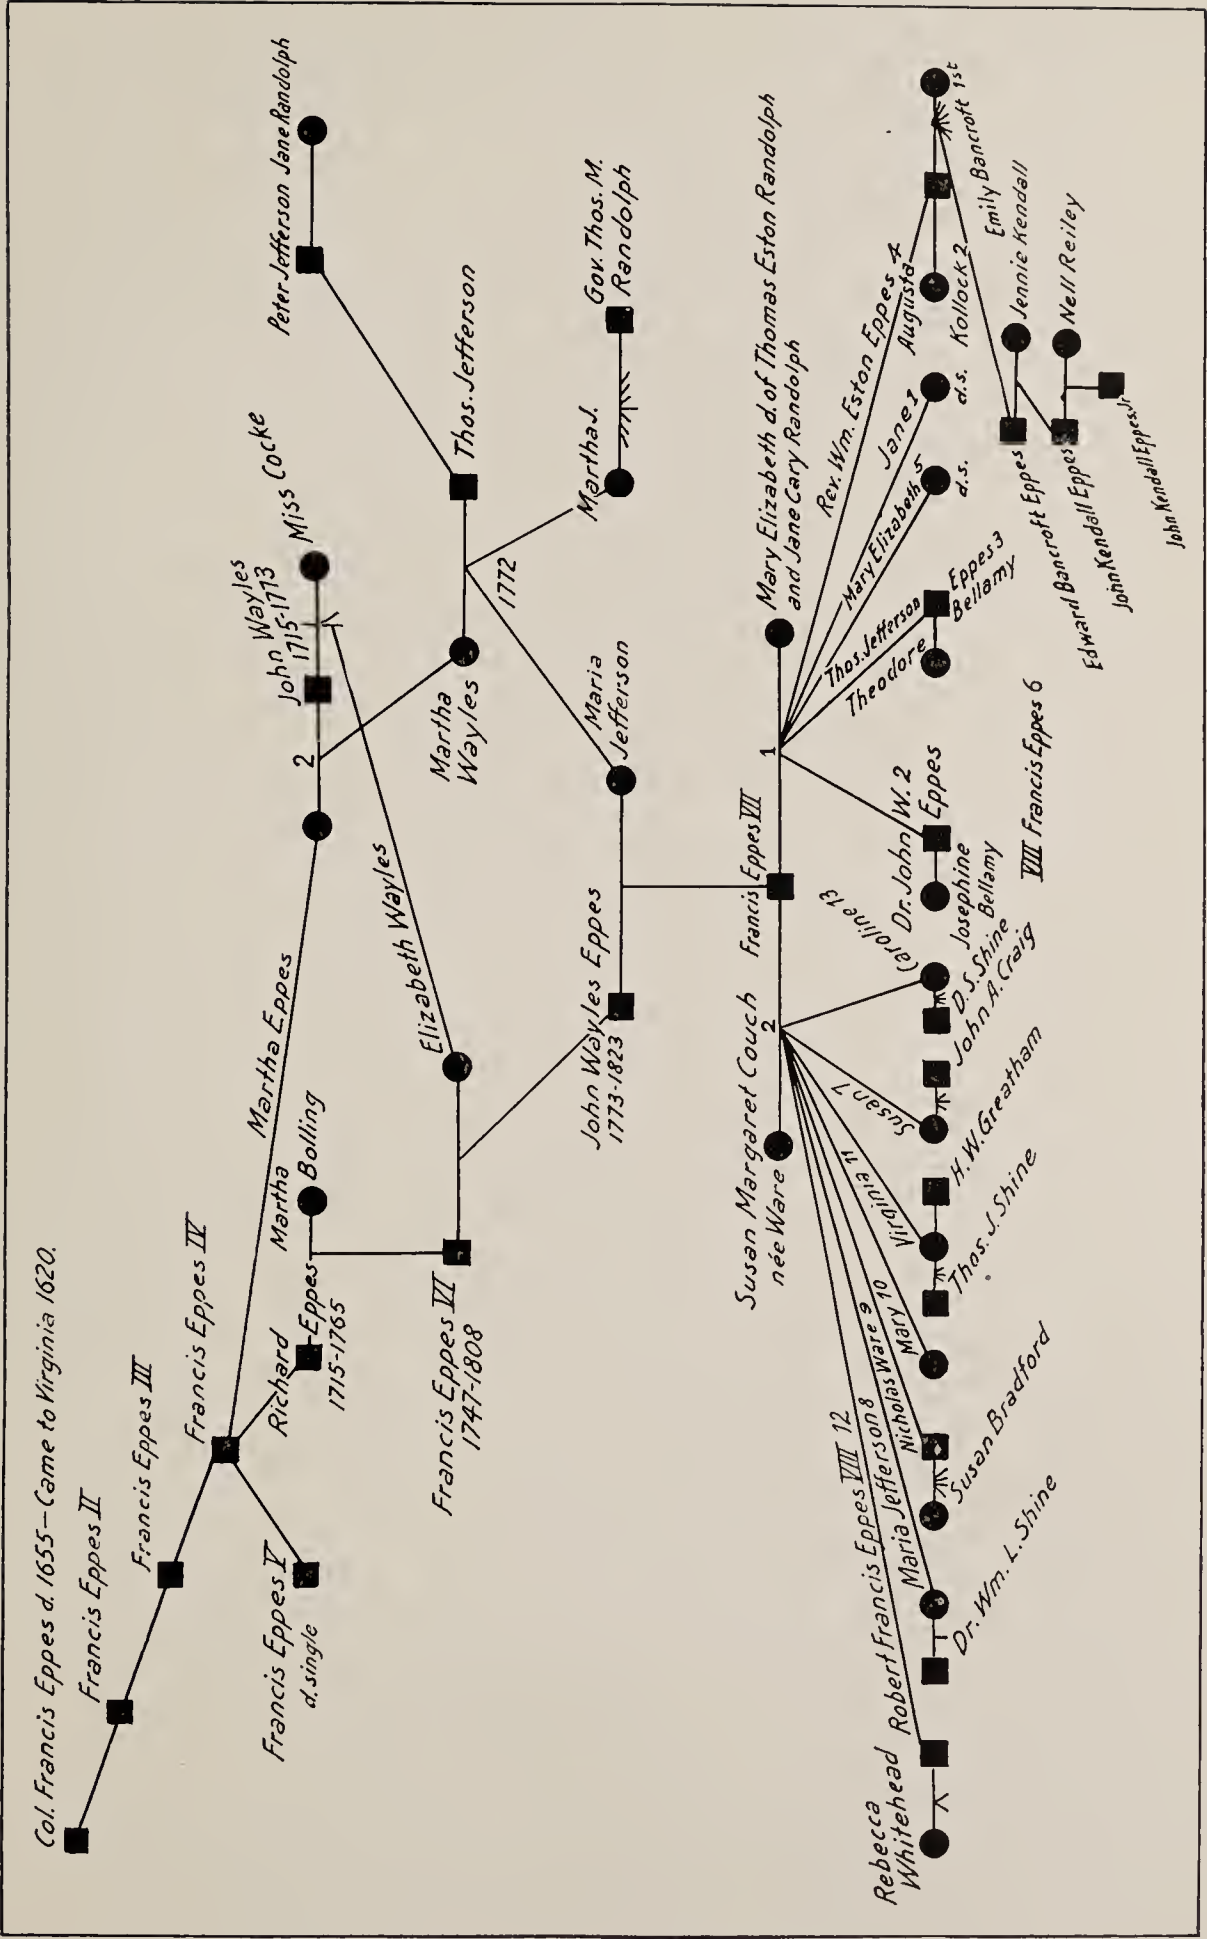 Col. Francis Eppes d. 1655—Came to Virginia 1620.
Francis Eppes II
Francis Eppes III
Francis Eppes IV
Francis Eppes V
d. single
Richard
Eppes
1715-1765
Martha
Bolling
Martha Eppes
2
John Wayles
1715-1773
Miss Cocke
Peter Jefferson
Jane Randolph
Francis Eppes VI
1747-1808
Elizabeth Wayles
Martha
Wayles
Thos. Jefferson
1772
John Wayles Eppes
1773-1823
Maria
Jefferson
Martha J.
Gov. Thos. M.
Randolph
Susan Margaret Couch
née Ware
2
Francis Eppes VII
1
Mary Elizabeth d. of Thomas Eston Randolph
and Jane Cary Randolph
Rebecca
Whitehead
Robert Francis Eppes VIII 12
Maria Jefferson 8
Dr. Wm. L. Shine
Nicholas Ware 9
Susan Bradford
Mary 10
Virginia 11
Thos. J. Shine
H. W. Greatham
Susan 7
John A. Craig
Caroline 13
D. S. Shine
Dr. John W. 2
Eppes
Josephine
Bellamy
VIII Francis Eppes 6
Thos. Jefferson
Eppes 3
Theodore
Bellamy
Mary Elizabeth 5
d.s.
Jane 1
d.s.
Rev. Wm. Eston Eppes 4
Augusta
Kollock 2
Emily Bancroft 1st
Jennie Kendall
Edward Bancroft Eppes
Nell Reiley
John Kendall Eppes
John Kendall Eppes, Jr